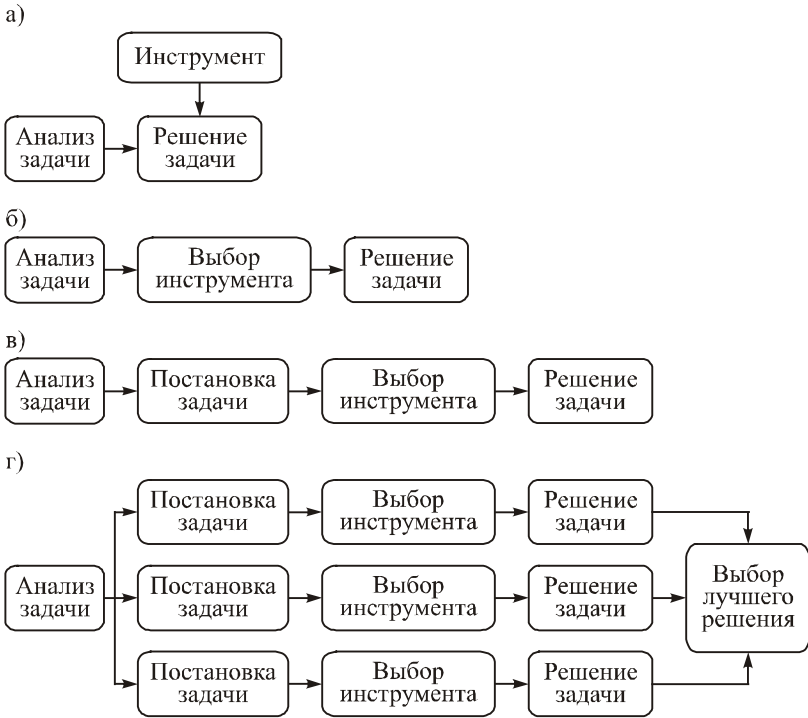 а)
Инструмент
Анализ
задачи
Решение
задачи
б)
Анализ
задачи
Выбор
инструмента
Решение
задачи
в)
Анализ
задачи
Постановка
задачи
Выбор
инструмента
Решение
задачи
г)
Постановка
задачи
Выбор
инструмента
Решение
задачи
Анализ
задачи
Постановка
задачи
Выбор
инструмента
Решение
задачи
Выбор
лучшего
решения
Постановка
задачи
Выбор
инструмента
Решение
задачи